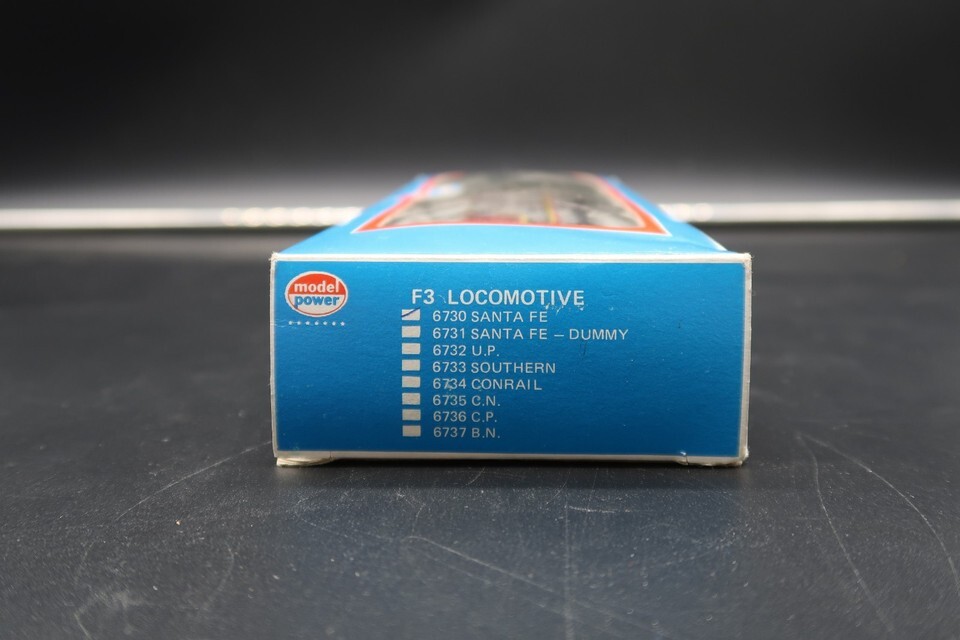 model
power
F3 LOCOMOTIVE
6730 SANTA FE
6731 SANTA FE – DUMMY
6732 U.P.
6733 SOUTHERN
6734 CONRAIL
6735 C.N.
6736 C.P.
6737 B.N.